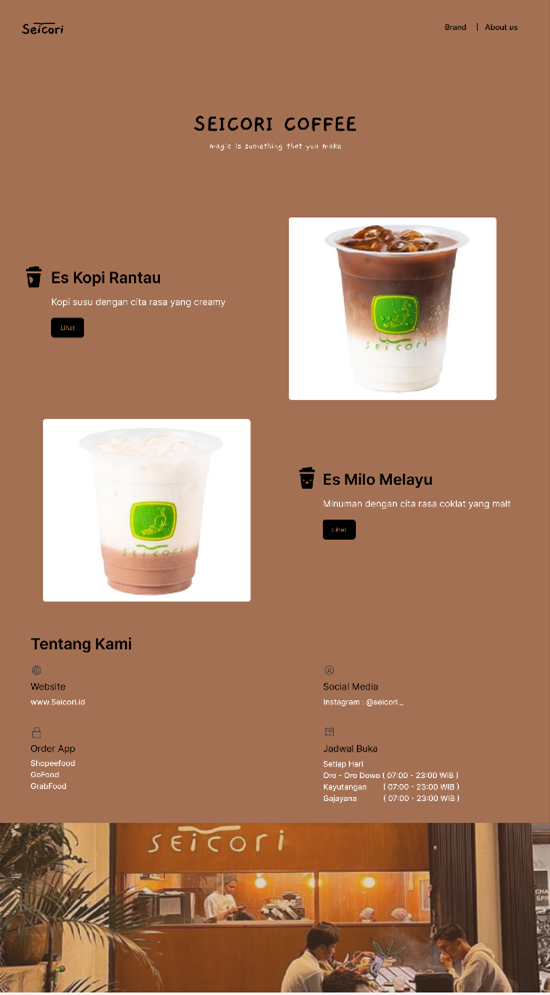 Seicori
Brand | About us
SEICORI COFFEE
magic is something that you make
Es Kopi Rantau
Kopi susu dengan cita rasa yang creamy
Lihat
seicori
seicori
Es Milo Melayu
Minuman dengan cita rasa coklat yang malt
Lihat
Tentang Kami
Website
www.Seicori.id
Social Media
Instagram : @seicori._
Order App
Shopeefood
GoFood
GrabFood
Jadwal Buka
Setiap Hari
Oro - Oro Dowo ( 07:00 - 23:00 WIB )
Kayutangan ( 07:00 - 23:00 WIB )
Gajayana ( 07:00 - 23:00 WIB )
seicori